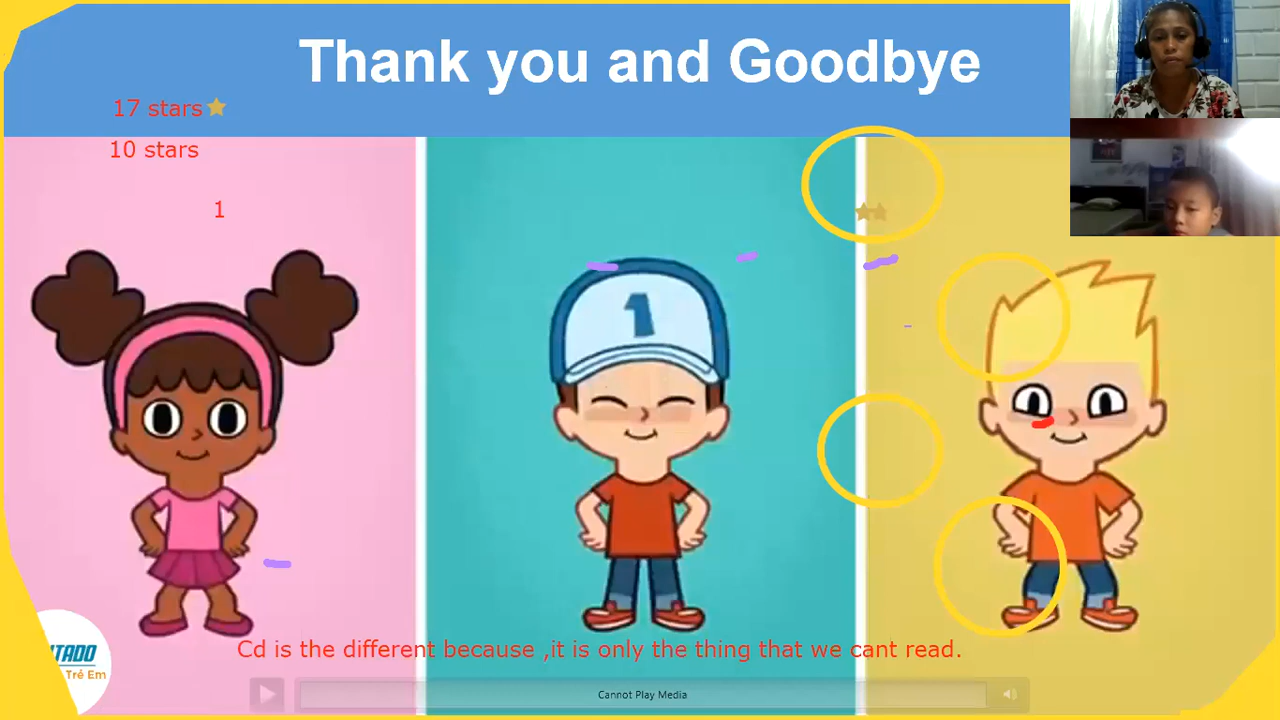 Thank you and Goodbye
17 stars
10 stars
1
1
TADO
Trẻ Em
Cd is the different because ,it is only the thing that we cant read.
Cannot Play Media